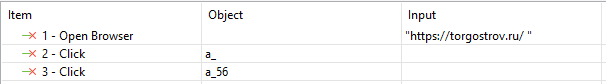 Item Object Input
1 - Open Browser "https://torgostrov.ru/ "
2 - Click a_
3 - Click a_56